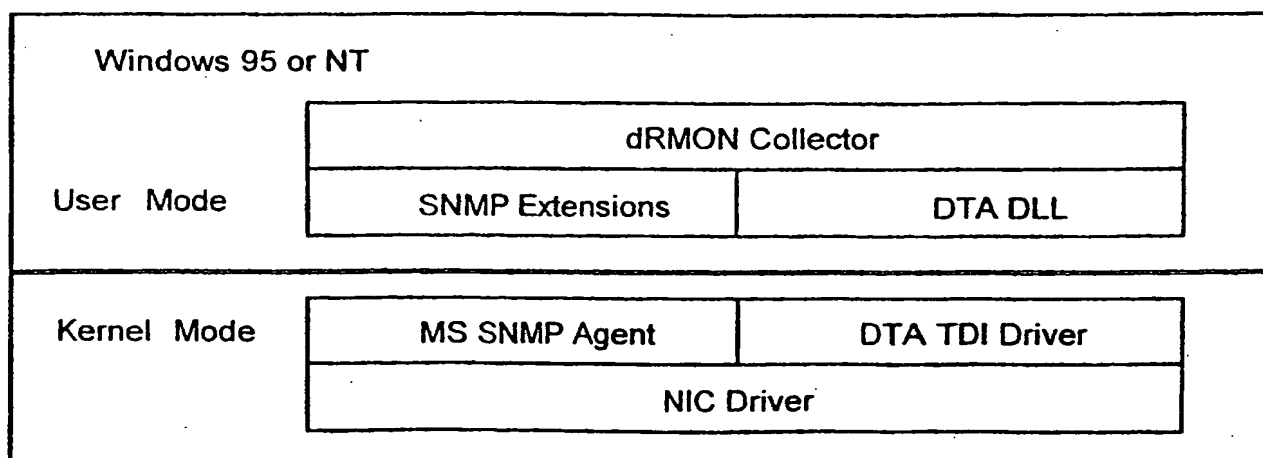 Windows 95 or NT
dRMON Collector
User Mode
SNMP Extensions
DTA DLL
Kernel Mode
MS SNMP Agent
DTA TDI Driver
NIC Driver